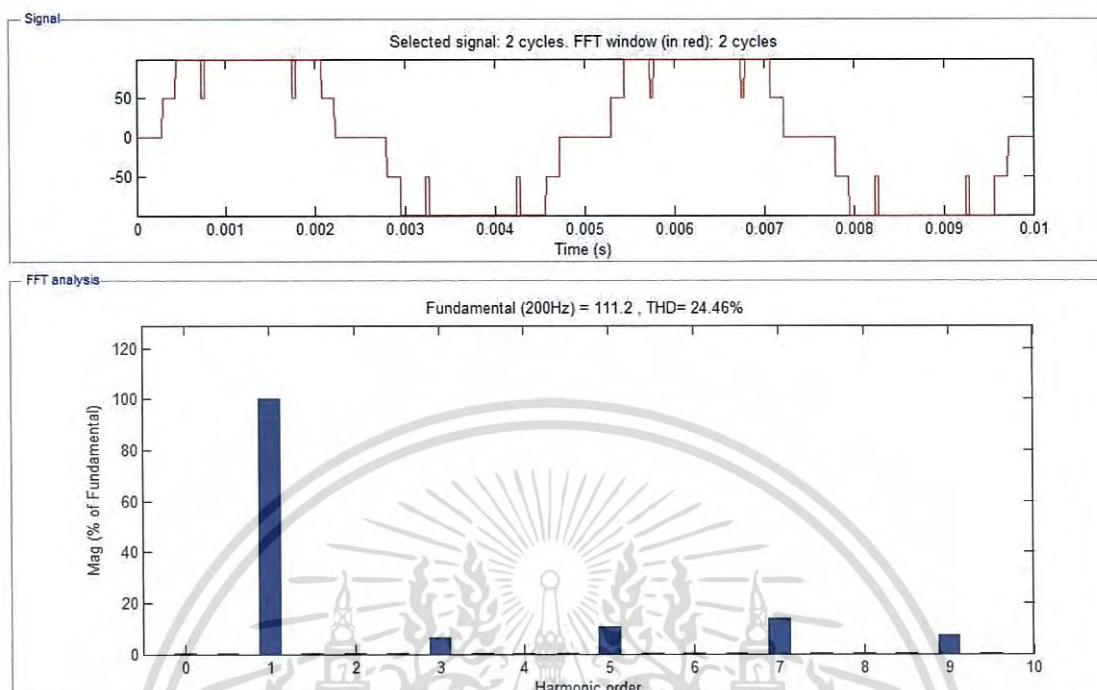 Signal
Selected signal: 2 cycles. FFT window (in red): 2 cycles
50
0
-50
0 0.001 0.002 0.003 0.004 0.005 0.006 0.007 0.008 0.009 0.01
Time (s)
FFT analysis
Fundamental (200Hz) = 111.2 , THD= 24.46%
120
100
80
60
40
20
0
Mag (% of Fundamental)
0 1 2 3 4 5 6 7 8 9 10
Harmonic order